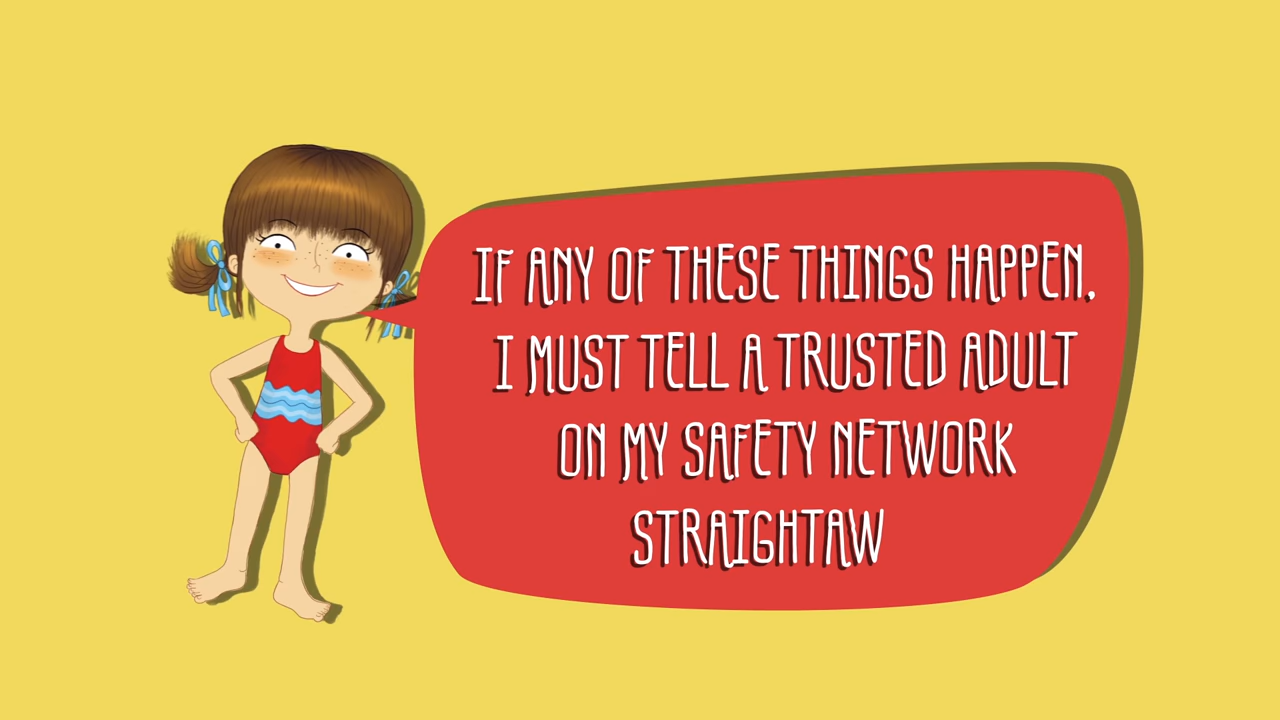 IF ANY OF THESE THINGS HAPPEN,
I MUST TELL A TRUSTED ADULT
ON MY SAFETY NETWORK
STRAIGHTAW